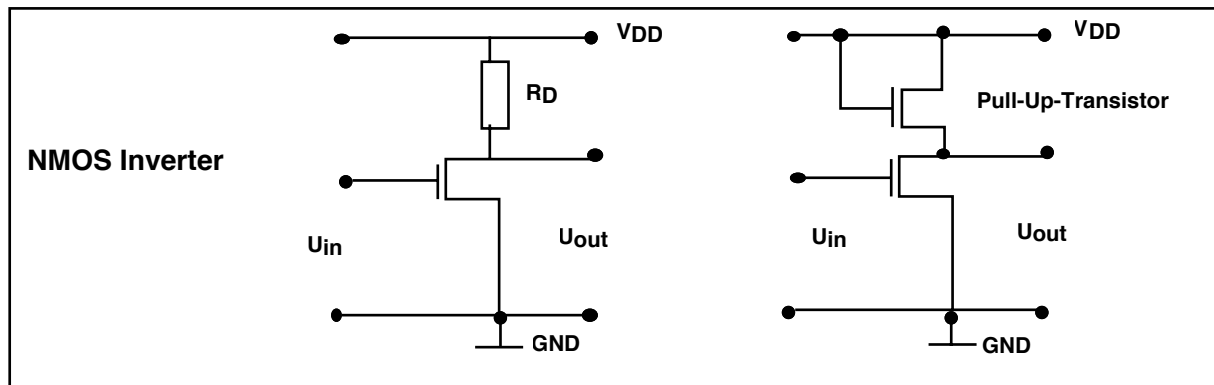 VDD
VDD
RD
Pull-Up-Transistor
NMOS Inverter
Uin
Uout
Uin
Uout
GND
GND